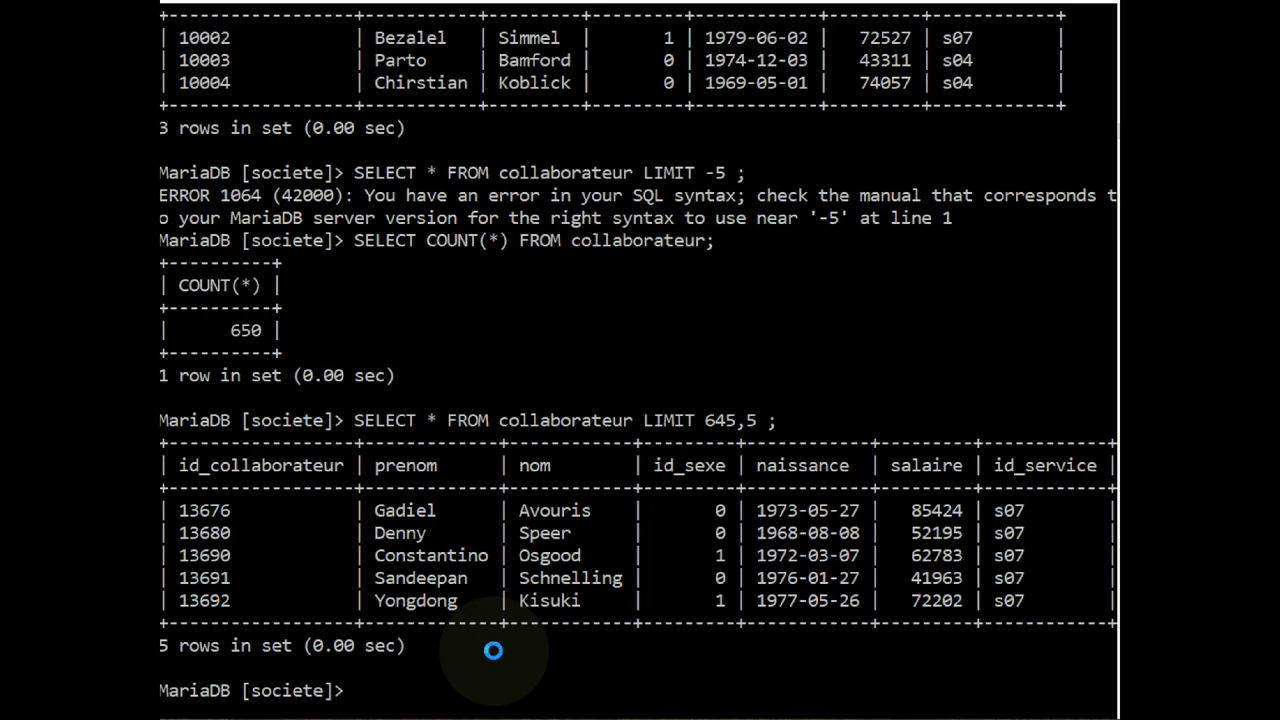 +------------+----------+---------+---------+------------+---------+------------+
| 10002 | Bezalel | Simmel | 1 | 1979-06-02 | 72527 | s07 |
| 10003 | Parto | Bamford | 0 | 1974-12-03 | 43311 | s04 |
| 10004 | Chirstian | Koblick | 0 | 1969-05-01 | 74057 | s04 |
+------------------+-----------+---------+---------+------------+---------+------------+
3 rows in set (0.00 sec)
MariaDB [societe]> SELECT * FROM collaborateur LIMIT -5 ;
ERROR 1064 (42000): You have an error in your SQL syntax; check the manual that corresponds t
o your MariaDB server version for the right syntax to use near '-5' at line 1
MariaDB [societe]> SELECT COUNT(*) FROM collaborateur;
+----------+
| COUNT(*) |
+----------+
| 650 |
+----------+
1 row in set (0.00 sec)
MariaDB [societe]> SELECT * FROM collaborateur LIMIT 645,5 ;
+------------------+-------------+------------+---------+------------+---------+------------+
| id_collaborateur | prenom | nom | id_sexe | naissance | salaire | id_service |
+------------------+-------------+------------+---------+------------+---------+------------+
| 13676 | Gadiel | Avouris | 0 | 1973-05-27 | 85424 | s07 |
| 13680 | Denny | Speer | 0 | 1968-08-08 | 52195 | s07 |
| 13690 | Constantino | Osgood | 1 | 1972-03-07 | 62783 | s07 |
| 13691 | Sandeepan | Schnelling | 0 | 1976-01-27 | 41963 | s07 |
| 13692 | Yongdong | Kisuki | 1 | 1977-05-26 | 72202 | s07 |
+------------------+-------------+------------+---------+------------+---------+------------+
5 rows in set (0.00 sec)
MariaDB [societe]>